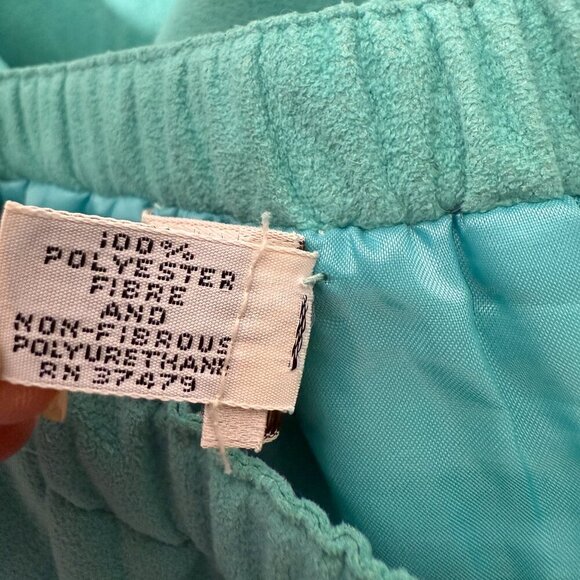 100%
POLYESTER
FIBRE
AND
NON-FIBROUS
POLYURETHANE
RN 37479